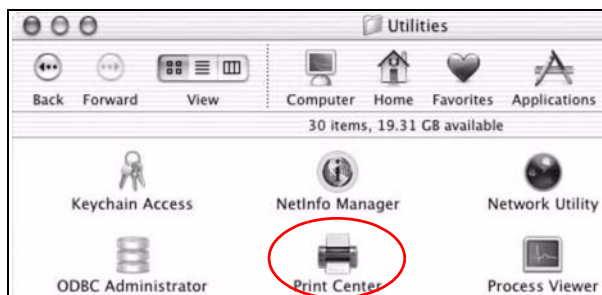 Utilities
Back Forward View Computer Home Favorites Applications
30 items, 19.31 GB available
Keychain Access NetInfo Manager Network Utility
ODBC Administrator Print Center Process Viewer